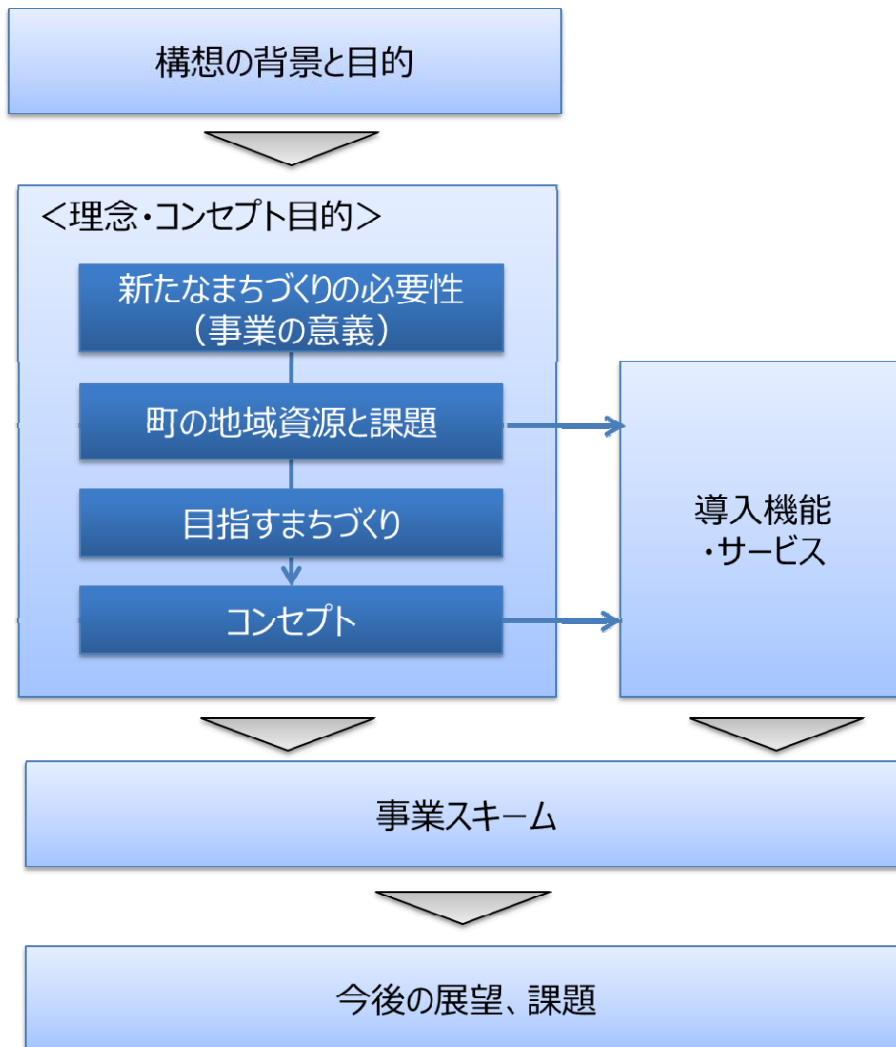 構想の背景と目的
＜理念・コンセプト目的＞
新たなまちづくりの必要性
（事業の意義）
町の地域資源と課題
目指すまちづくり
コンセプト
導入機能
・サービス
事業スキーム
今後の展望、課題